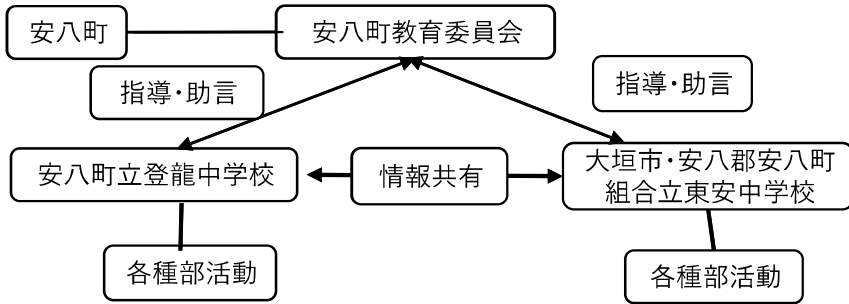 安八町
安八町教育委員会
指導・助言
指導・助言
安八町立登龍中学校
情報共有
大垣市・安八郡安八町
組合立東安中学校
各種部活動
各種部活動